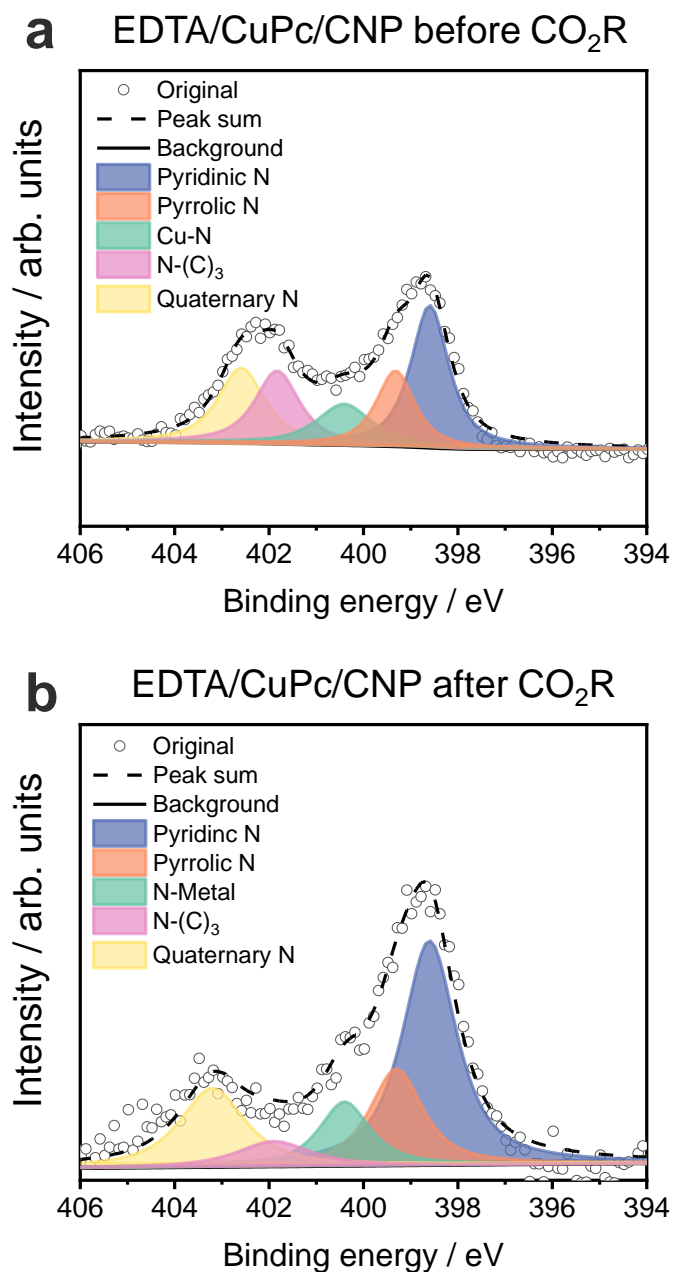 a EDTA/CuPc/CNP before CO₂R
Original
Peak sum
Background
Pyridinic N
Pyrrolic N
Cu-N
N-(C)₃
Quaternary N
Intensity / arb. units
406 404 402 400 398 396 394
Binding energy / eV
b EDTA/CuPc/CNP after CO₂R
Original
Peak sum
Background
Pyridinc N
Pyrrolic N
N-Metal
N-(C)₃
Quaternary N
Intensity / arb. units
406 404 402 400 398 396 394
Binding energy / eV